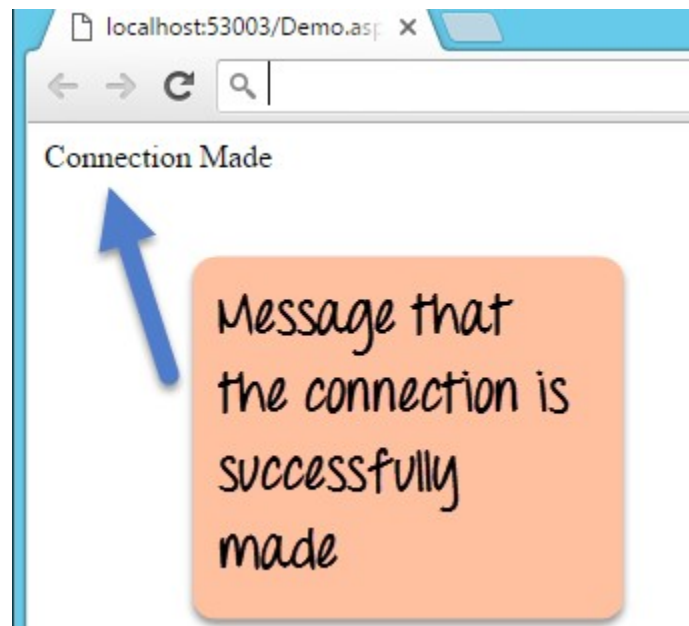 localhost:53003/Demo.asp
Connection Made
Message that
the connection is
successfully
made